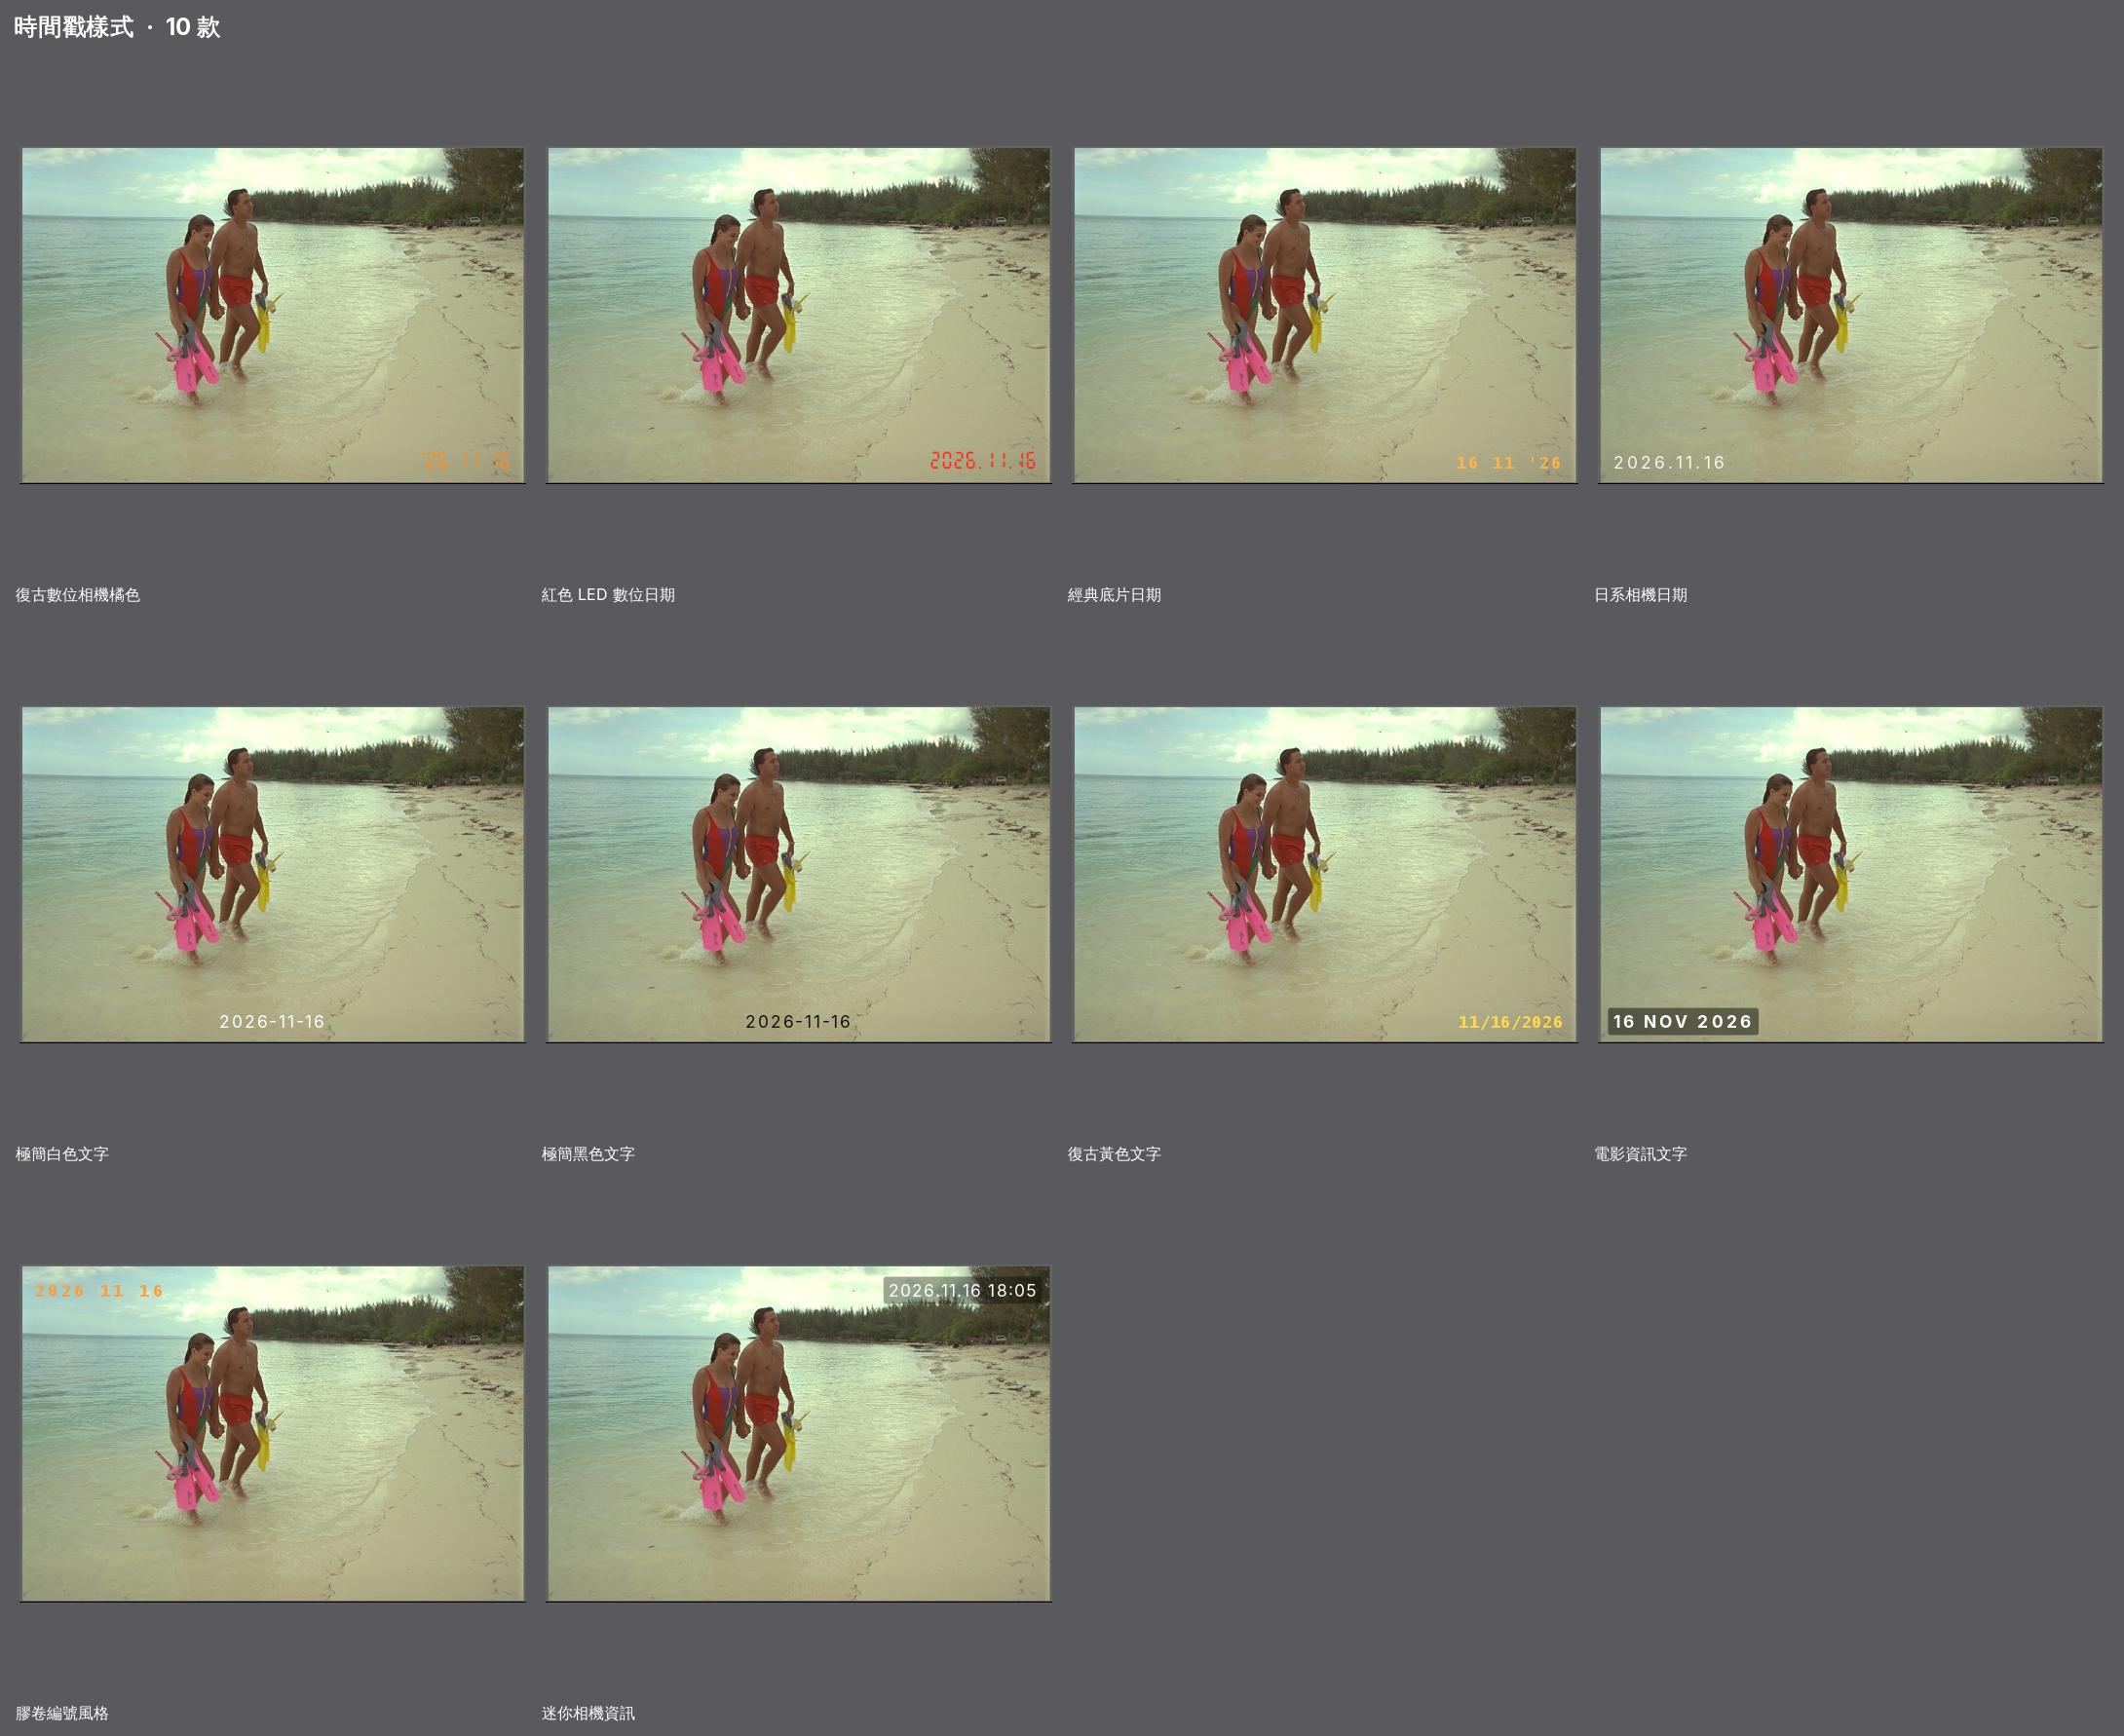 時間戳樣式 · 10 款
'26 11 16
2026.11.16
16 11 '26
2026.11.16
復古數位相機橘色
紅色 LED 數位日期
經典底片日期
日系相機日期
2026-11-16
2026-11-16
11/16/2026
16 NOV 2026
極簡白色文字
極簡黑色文字
復古黃色文字
電影資訊文字
2026 11 16
2026.11.16 18:05
膠卷編號風格
迷你相機資訊